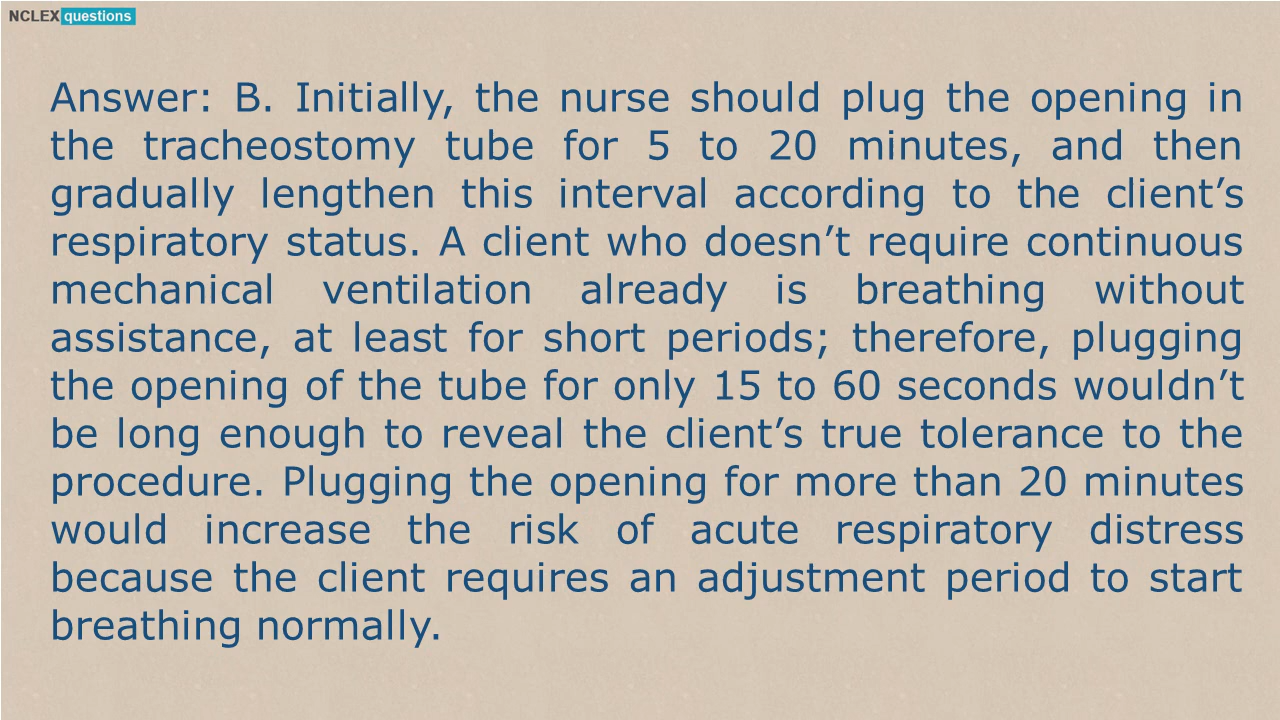 NCLEX questions
Answer: B. Initially, the nurse should plug the opening in
the tracheostomy tube for 5 to 20 minutes, and then
gradually lengthen this interval according to the client’s
respiratory status. A client who doesn’t require continuous
mechanical ventilation already is breathing without
assistance, at least for short periods; therefore, plugging
the opening of the tube for only 15 to 60 seconds wouldn’t
be long enough to reveal the client’s true tolerance to the
procedure. Plugging the opening for more than 20 minutes
would increase the risk of acute respiratory distress
because the client requires an adjustment period to start
breathing normally.